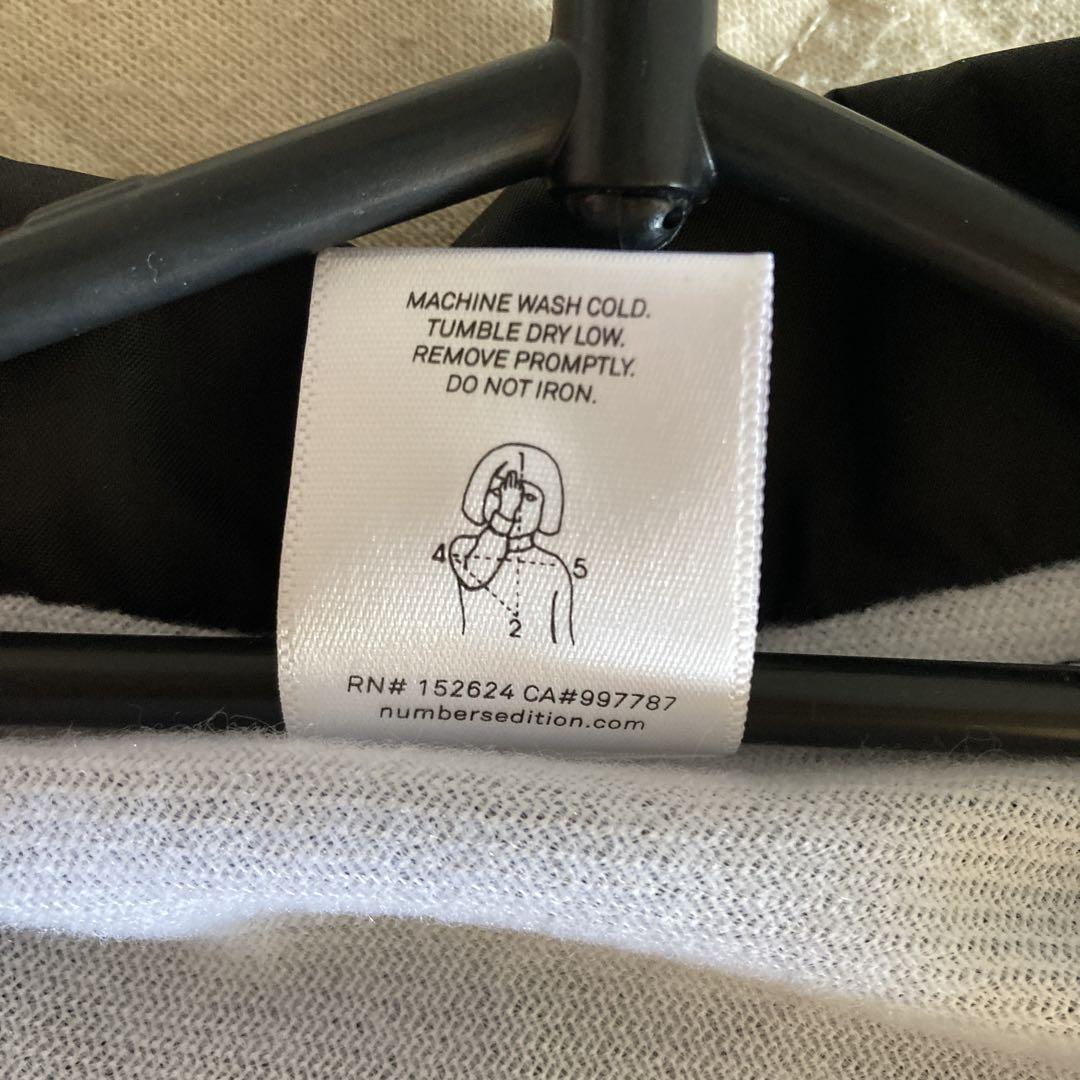 MACHINE WASH COLD.
TUMBLE DRY LOW.
REMOVE PROMPTLY.
DO NOT IRON.
4
5
2
RN# 152624 CA#997787
numbersedition.com